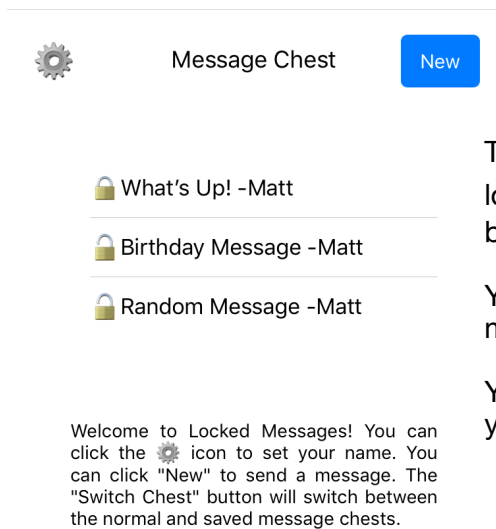 Message Chest
New
What's Up! -Matt
Birthday Message -Matt
Random Message -Matt
Welcome to Locked Messages! You can
click the icon to set your name. You
can click "New" to send a message. The
"Switch Chest" button will switch between
the normal and saved message chests.